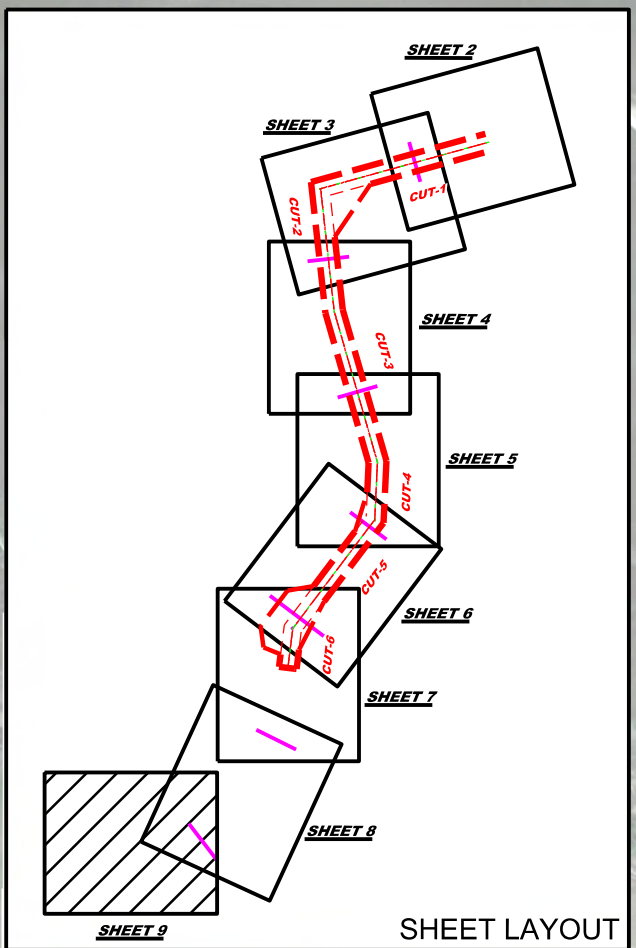 SHEET 2
SHEET 3
CUT-1
CUT-2
SHEET 4
CUT-3
SHEET 5
CUT-4
CUT-5
SHEET 6
CUT-6
SHEET 7
SHEET 8
SHEET 9
SHEET LAYOUT